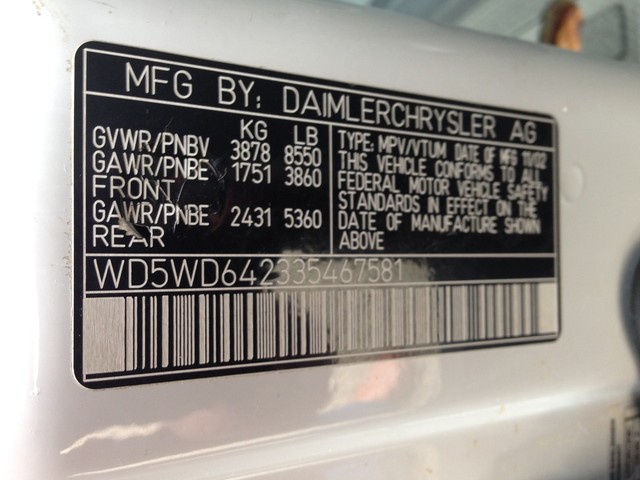 MFG BY: DAIMLERCHRYSLER AG
KG LB
GVWR/PNBV 3878 8550
GAWR/PNBE 1751 3860
FRONT
GAWR/PNBE 2431 5360
REAR
TYPE: MPV/VTUM DATE OF MFG 11/02
THIS VEHICLE CONFORMS TO ALL
FEDERAL MOTOR VEHICLE SAFETY
STANDARDS IN EFFECT ON THE
DATE OF MANUFACTURE SHOWN
ABOVE
WD5WD642335467581